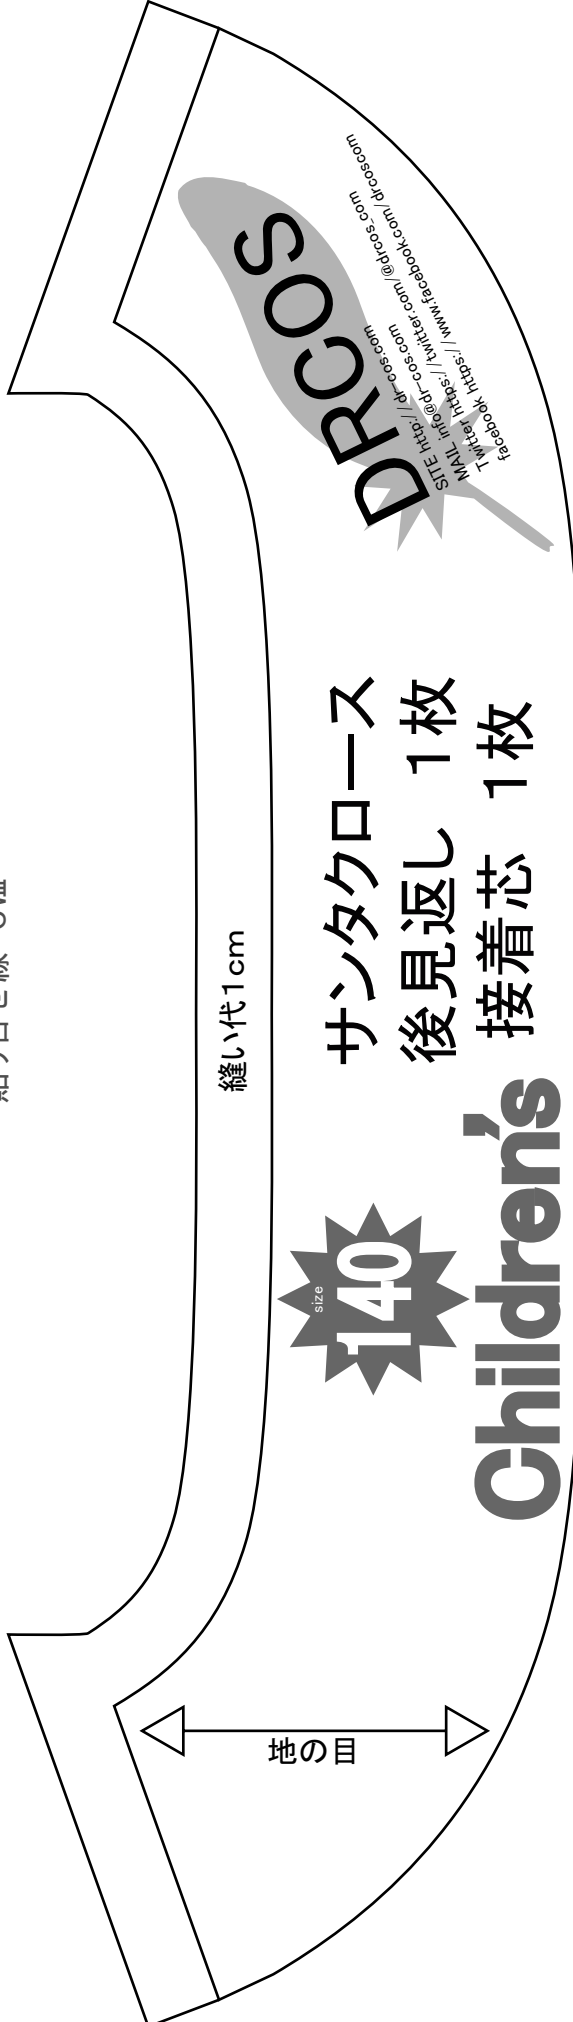 DRCOS
SITE http://dr-cos.com
MAIL info@dr-cos.com
Twitter https://twitter.com/@drcos_com
facebook https://www.facebook.com/drcoscom
サンタクロース
後見返し 1枚
接着芯 1枚
縫い代1cm
size
140
Children's
地の目